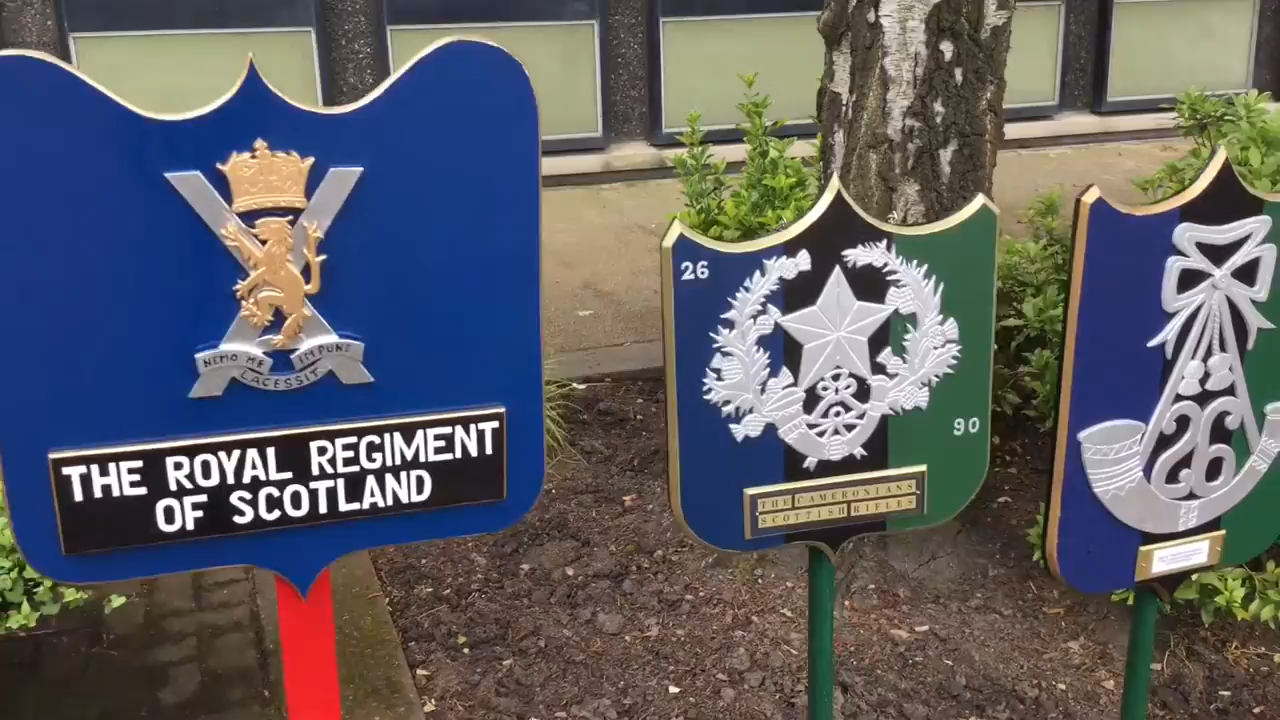 NEMO ME IMPUNE
LACESSIT
THE ROYAL REGIMENT
OF SCOTLAND
26
90
THE CAMERONIANS
SCOTTISH RIFLES
26